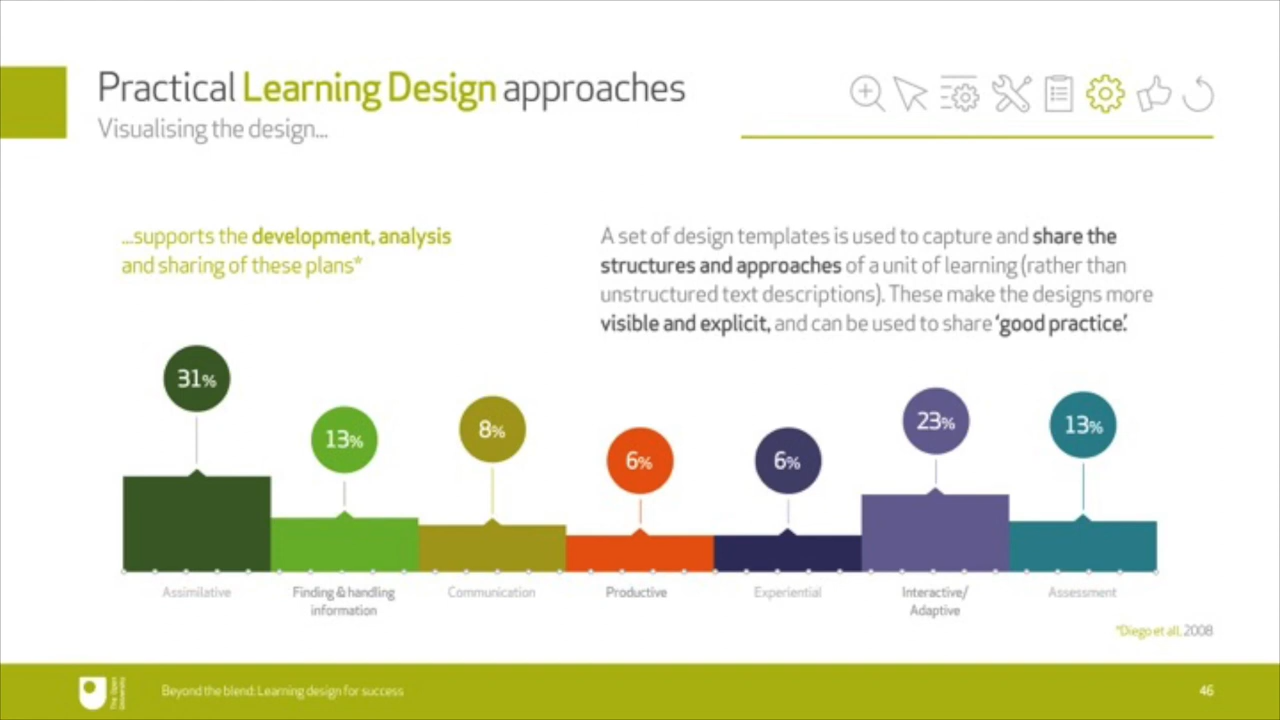 Practical Learning Design approaches
Visualising the design...
...supports the development, analysis
and sharing of these plans*
A set of design templates is used to capture and share the
structures and approaches of a unit of learning (rather than
unstructured text descriptions). These make the designs more
visible and explicit, and can be used to share ‘good practice’.
31%
13%
8%
6%
6%
23%
13%
Assimilative
Finding & handling
information
Communication
Productive
Experiential
Interactive/
Adaptive
Assessment
*Diego et all, 2008
The Open
University
Beyond the blend: Learning design for success
46